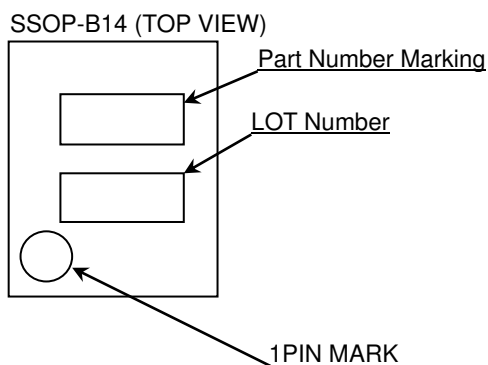 SSOP-B14 (TOP VIEW)
Part Number Marking
LOT Number
1PIN MARK